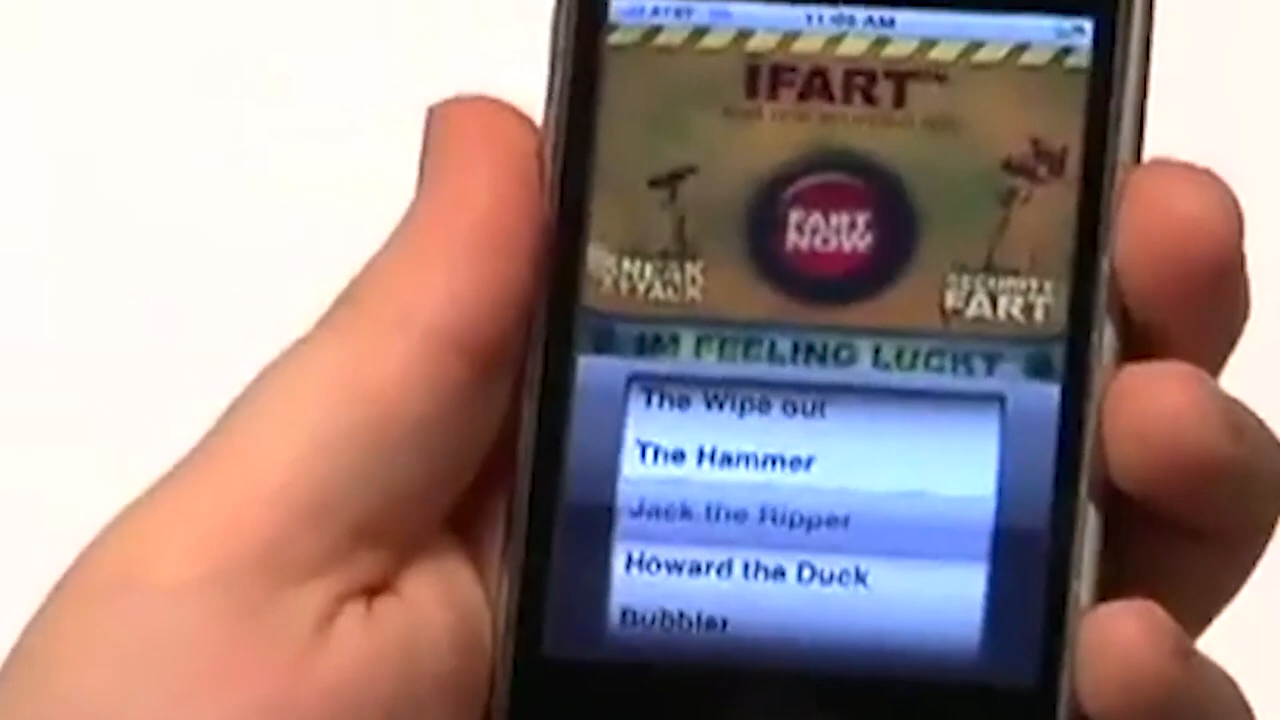 AT&T 11:05 AM
IFART™
FART
NOW
SNEAK
ATTACK
SECURITY
FART
IM FEELING LUCKY
The Wipe out
The Hammer
Jack the Ripper
Howard the Duck
Bubbler